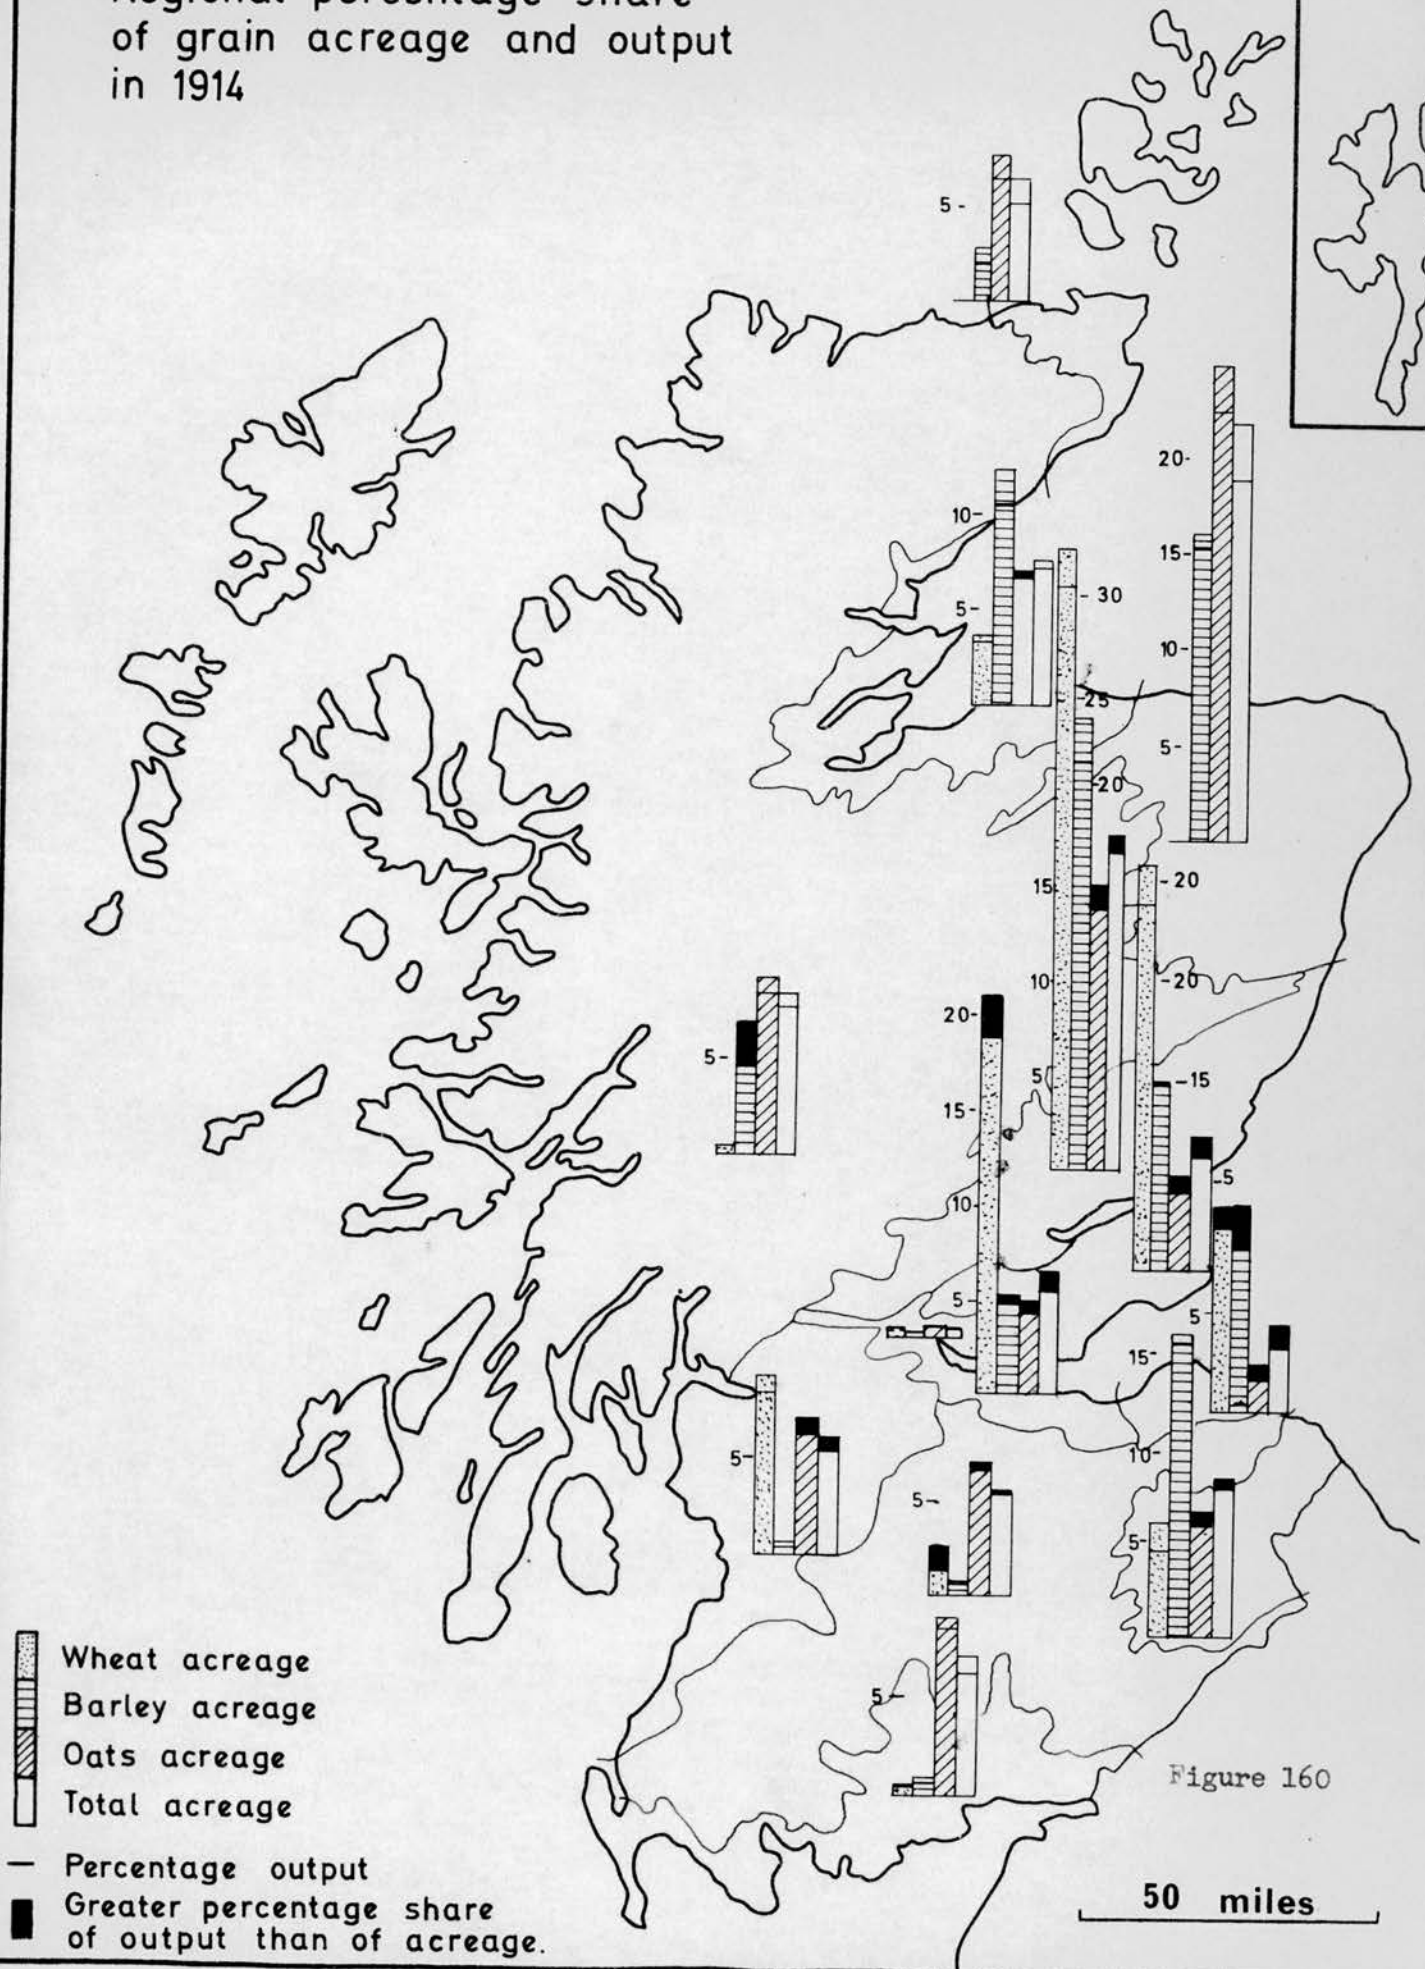 Regional percentage share
of grain acreage and output
in 1914
5 -
20-
15-
10-
5-
10-
5-
- 30
-25
-20
15
10-
5
-20
-20
-15
-5
20-
15-
10-
5-
5-
5
15-
10-
5-
5-
5-
5-
Wheat acreage
Barley acreage
Oats acreage
Total acreage
Percentage output
Greater percentage share
of output than of acreage.
Figure 160
50 miles